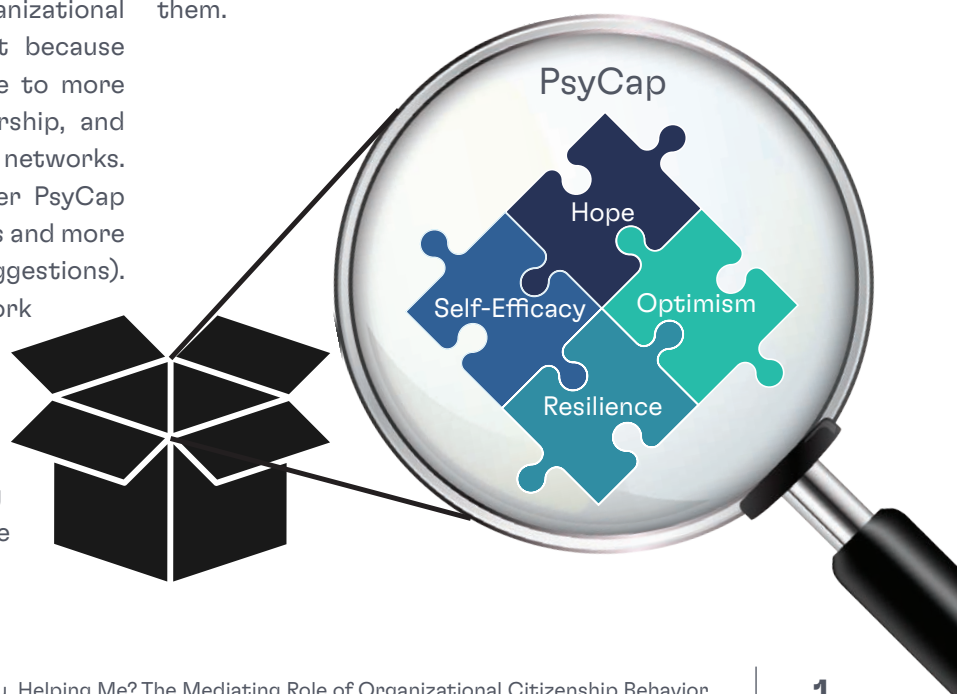 anizational
them.
t because
e to more
rship, and
networks.
er PsyCap
s and more
ggestions).
ork
e
PsyCap
Hope
Self-Efficacy
Optimism
Resilience
Helping Me? The Mediating Role of Organizational Citizenship Behavior
1